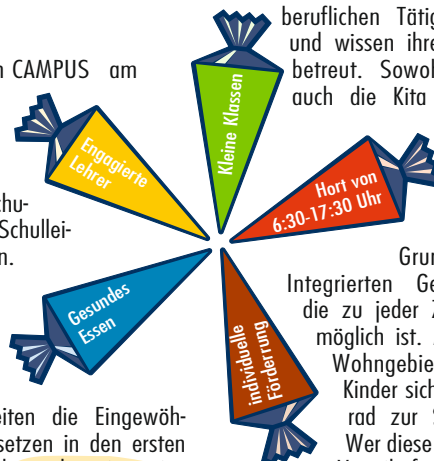 beruflichen Tätig
und wissen ihre
betreut. Sowohl
auch die Kita
CAMPUS am
Kleine Klassen
Engagierte
Lehrer
Hort von
6:30-17:30 Uhr
chu-
Schullei-
n.
Gesundes
Essen
individuelle
Förderrung
Grun
Integrierten Ge
die zu jeder Z
möglich ist.
Wohngebie
Kinder sich
rad zur S
Wer diese
eiten die Eingewöh-
setzen in den ersten